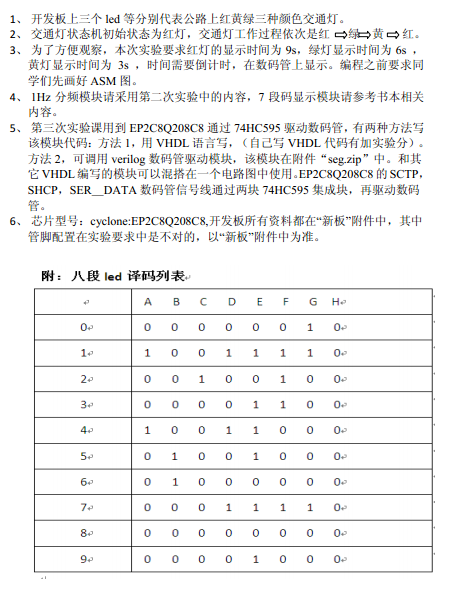 1、 开发板上三个 led 等分别代表公路上红黄绿三种颜色交通灯。
2、 交通灯状态机初始状态为红灯，交通灯工作过程依次是红 ⇨绿⇨黄 ⇨ 红。
3、 为了方便观察，本次实验要求红灯的显示时间为 9s，绿灯显示时间为 6s ，
黄灯显示时间为 3s ，时间需要倒计时，在数码管上显示。编程之前要求同
学们先画好 ASM 图。
4、 1Hz 分频模块请采用第二次实验中的内容，7 段码显示模块请参考书本相关
内容。
5、 第三次实验课用到 EP2C8Q208C8 通过 74HC595 驱动数码管，有两种方法写
该模块代码：方法 1，用 VHDL 语言写，（自己写 VHDL 代码有加实验分）。
方法 2，可调用 verilog 数码管驱动模块，该模块在附件“seg.zip”中。和其
它 VHDL 编写的模块可以混搭在一个电路图中使用。EP2C8Q208C8 的 SCTP，
SHCP，SER__DATA 数码管信号线通过两块 74HC595 集成块，再驱动数码
管。
6、 芯片型号：cyclone:EP2C8Q208C8,开发板所有资料都在“新板”附件中，其中
管脚配置在实验要求中是不对的，以“新板”附件中为准。
附：八段 led 译码列表
A B C D E F G H
0 0 0 0 0 0 0 1 0
1 1 0 0 1 1 1 1 0
2 0 0 1 0 0 1 0 0
3 0 0 0 0 1 1 0 0
4 1 0 0 1 1 0 0 0
5 0 1 0 0 1 0 0 0
6 0 1 0 0 0 0 0 0
7 0 0 0 1 1 1 1 0
8 0 0 0 0 0 0 0 0
9 0 0 0 0 1 0 0 0